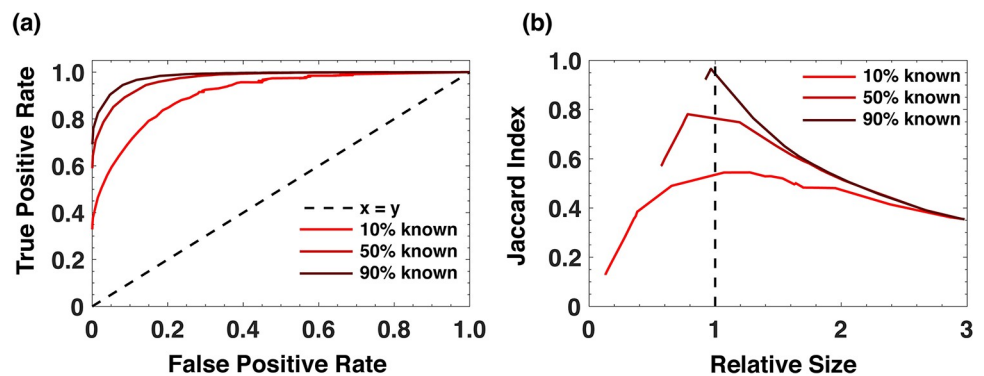 (a)
True Positive Rate
1.0
0.8
0.6
0.4
0.2
0
0 0.2 0.4 0.6 0.8 1.0
False Positive Rate
x = y
10% known
50% known
90% known
(b)
Jaccard Index
1.0
0.8
0.6
0.4
0.2
0
0 1 2 3
Relative Size
10% known
50% known
90% known